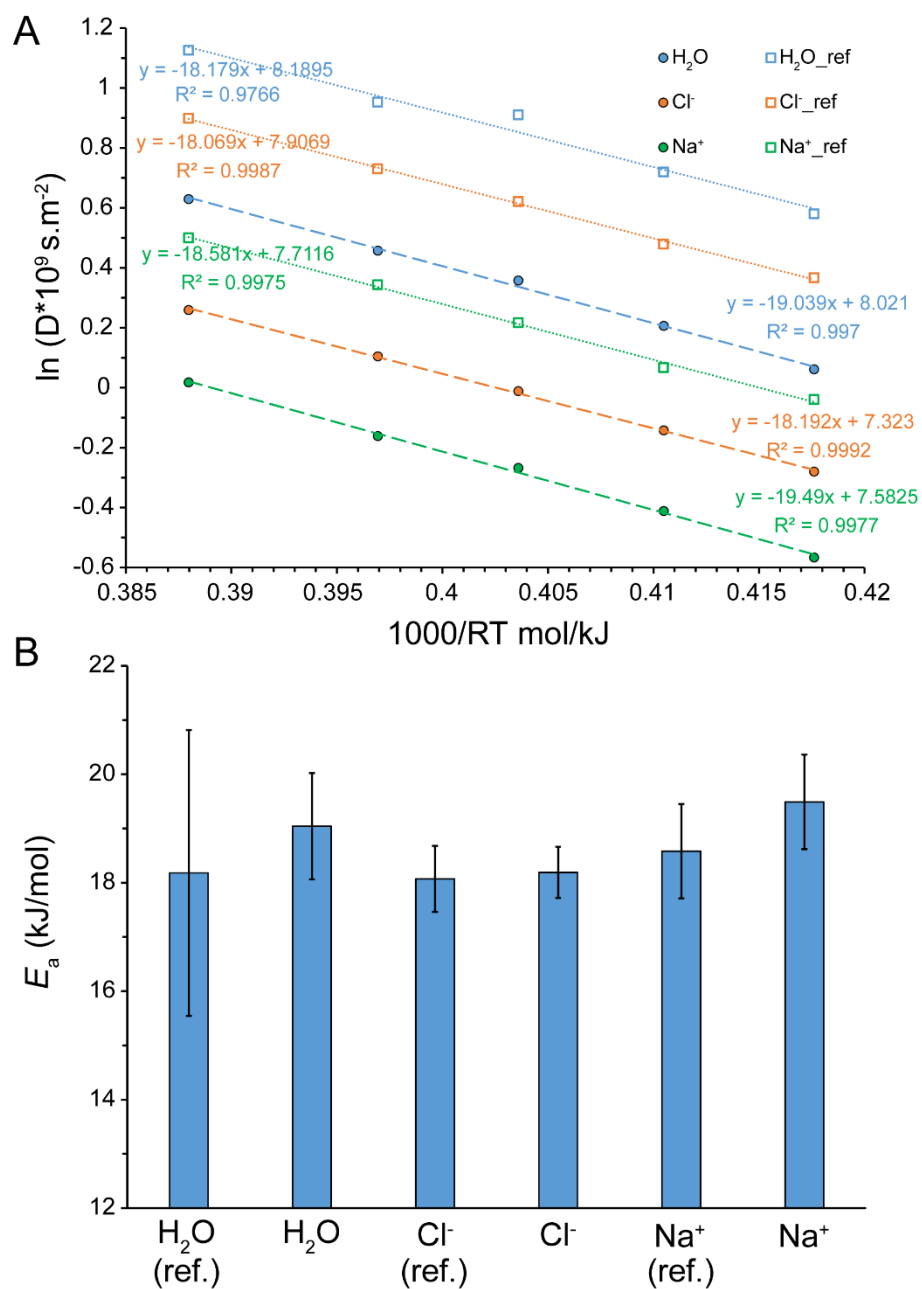 A
1.2
1
0.8
0.6
0.4
0.2
0
-0.2
-0.4
-0.6
ln (D*10⁹ s.m⁻²)
H₂O
H₂O_ref
Cl⁻
Cl⁻_ref
Na⁺
Na⁺_ref
y = -18.179x + 8.1895
R² = 0.9766
y = -18.069x + 7.9069
R² = 0.9987
y = -18.581x + 7.7116
R² = 0.9975
y = -19.039x + 8.021
R² = 0.997
y = -18.192x + 7.323
R² = 0.9992
y = -19.49x + 7.5825
R² = 0.9977
0.385
0.39
0.395
0.4
0.405
0.41
0.415
0.42
1000/RT mol/kJ
B
22
20
18
16
14
12
Eₐ (kJ/mol)
H₂O
(ref.)
H₂O
Cl⁻
(ref.)
Cl⁻
Na⁺
(ref.)
Na⁺